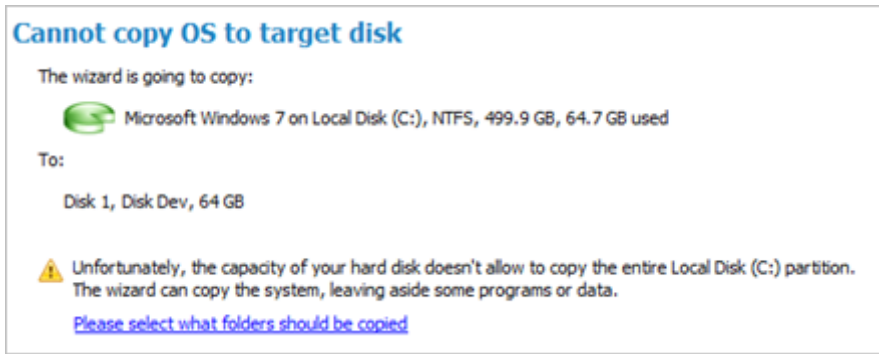 Cannot copy OS to target disk
The wizard is going to copy:
Microsoft Windows 7 on Local Disk (C:), NTFS, 499.9 GB, 64.7 GB used
To:
Disk 1, Disk Dev, 64 GB
Unfortunately, the capacity of your hard disk doesn't allow to copy the entire Local Disk (C:) partition.
The wizard can copy the system, leaving aside some programs or data.
Please select what folders should be copied